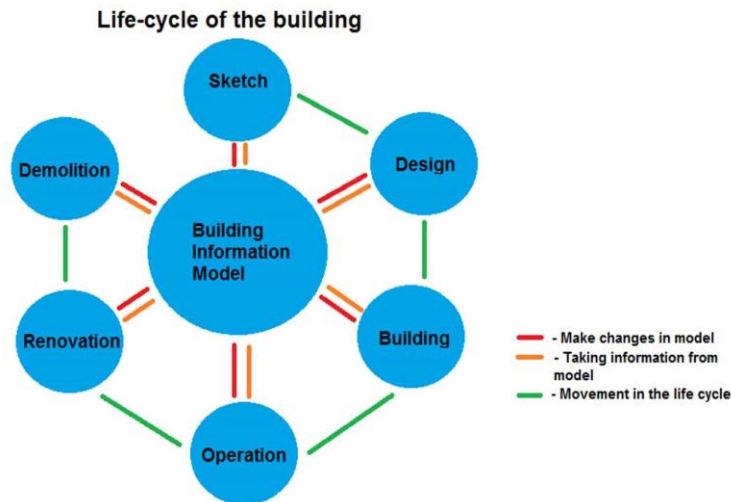 Life-cycle of the building
Sketch
Demolition
Design
Building
Information
Model
Renovation
Building
Operation
- Make changes in model
- Taking information from
model
- Movement in the life cycle